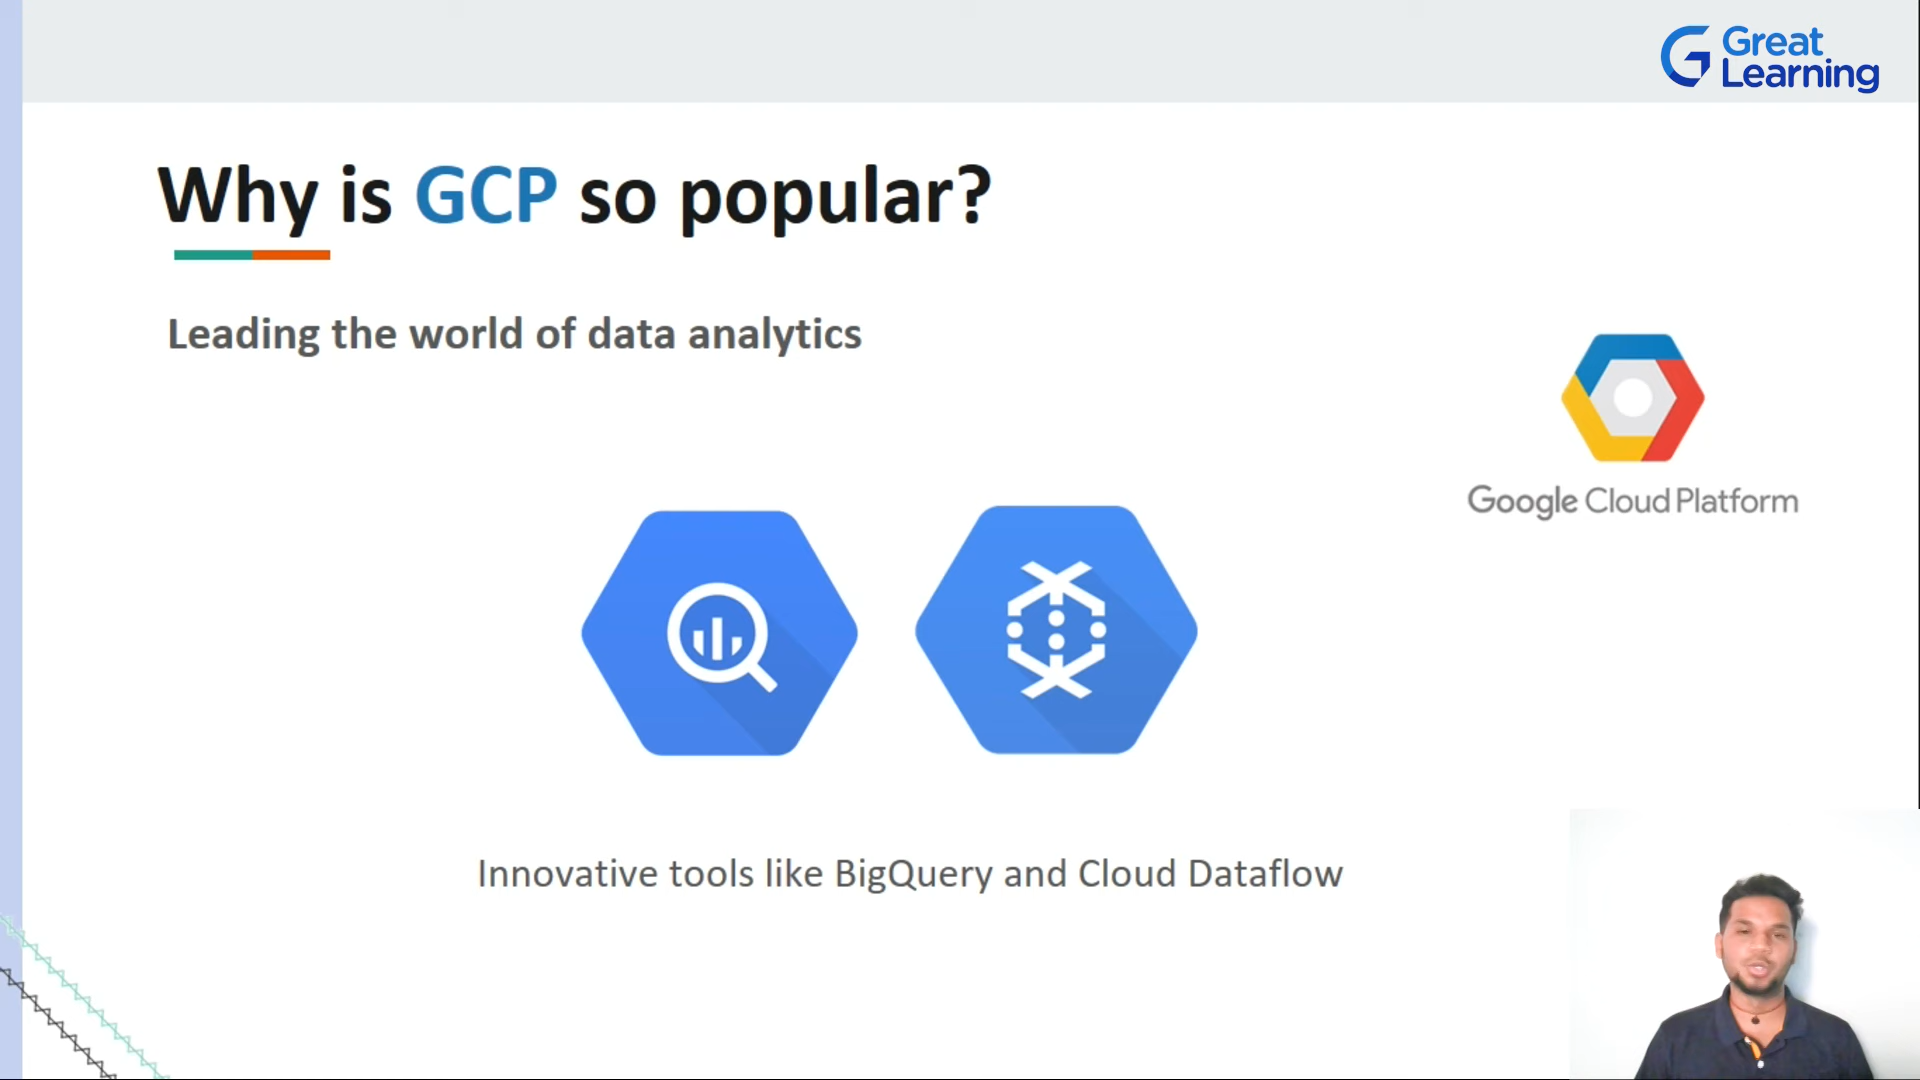 Great
Learning
Why is GCP so popular?
Leading the world of data analytics
Google Cloud Platform
Innovative tools like BigQuery and Cloud Dataflow